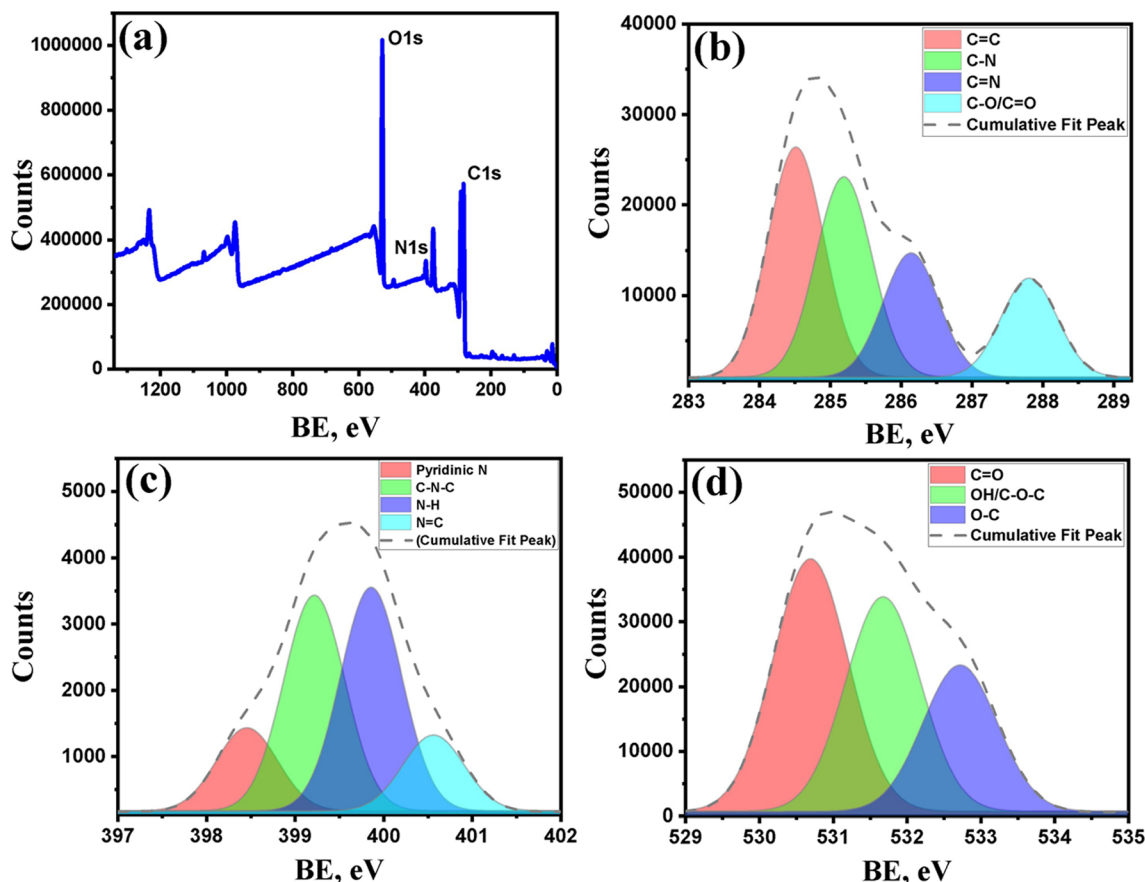 (a)
O1s
C1s
N1s
Counts
1000000
800000
600000
400000
200000
0
1200 1000 800 600 400 200 0
BE, eV
(b)
C=C
C-N
C=N
C-O/C=O
Cumulative Fit Peak
Counts
40000
30000
20000
10000
283 284 285 286 287 288 289
BE, eV
(c)
Pyridinic N
C-N-C
N-H
N=C
(Cumulative Fit Peak)
Counts
5000
4000
3000
2000
1000
397 398 399 400 401 402
BE, eV
(d)
C=O
OH/C-O-C
O-C
Cumulative Fit Peak
Counts
50000
40000
30000
20000
10000
0
529 530 531 532 533 534 535
BE, eV